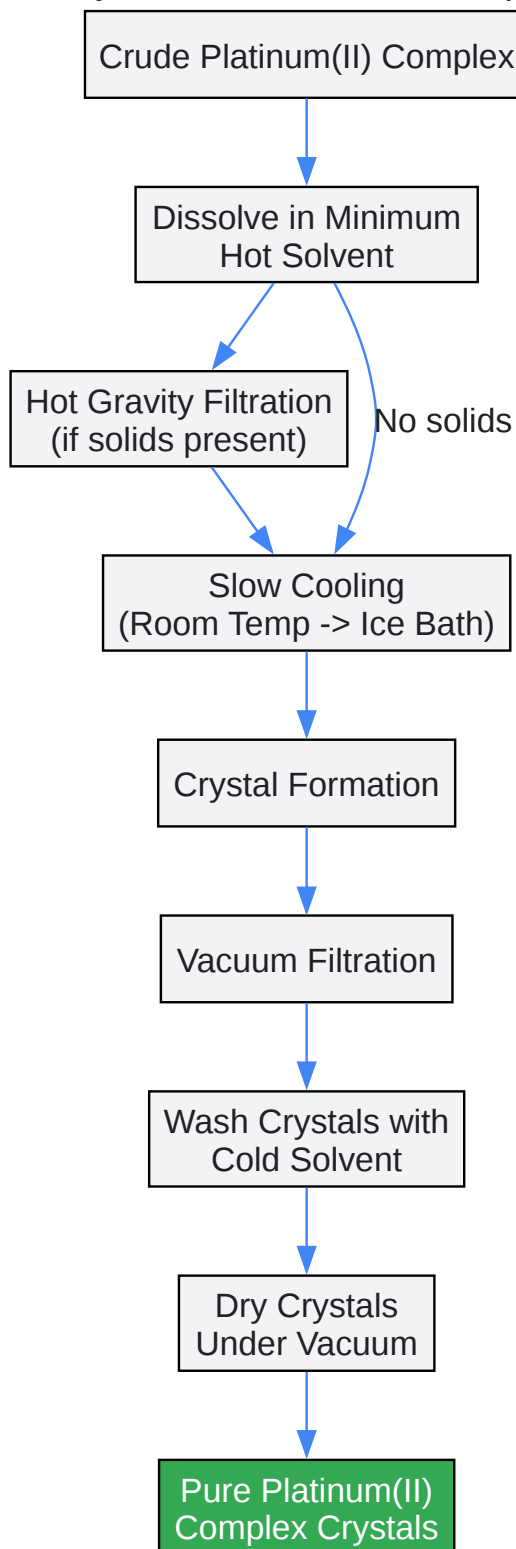 Crude Platinum(II) Complex
Dissolve in Minimum
Hot Solvent
Hot Gravity Filtration
(if solids present)
No solids
Slow Cooling
(Room Temp -> Ice Bath)
Crystal Formation
Vacuum Filtration
Wash Crystals with
Cold Solvent
Dry Crystals
Under Vacuum
Pure Platinum(II)
Complex Crystals